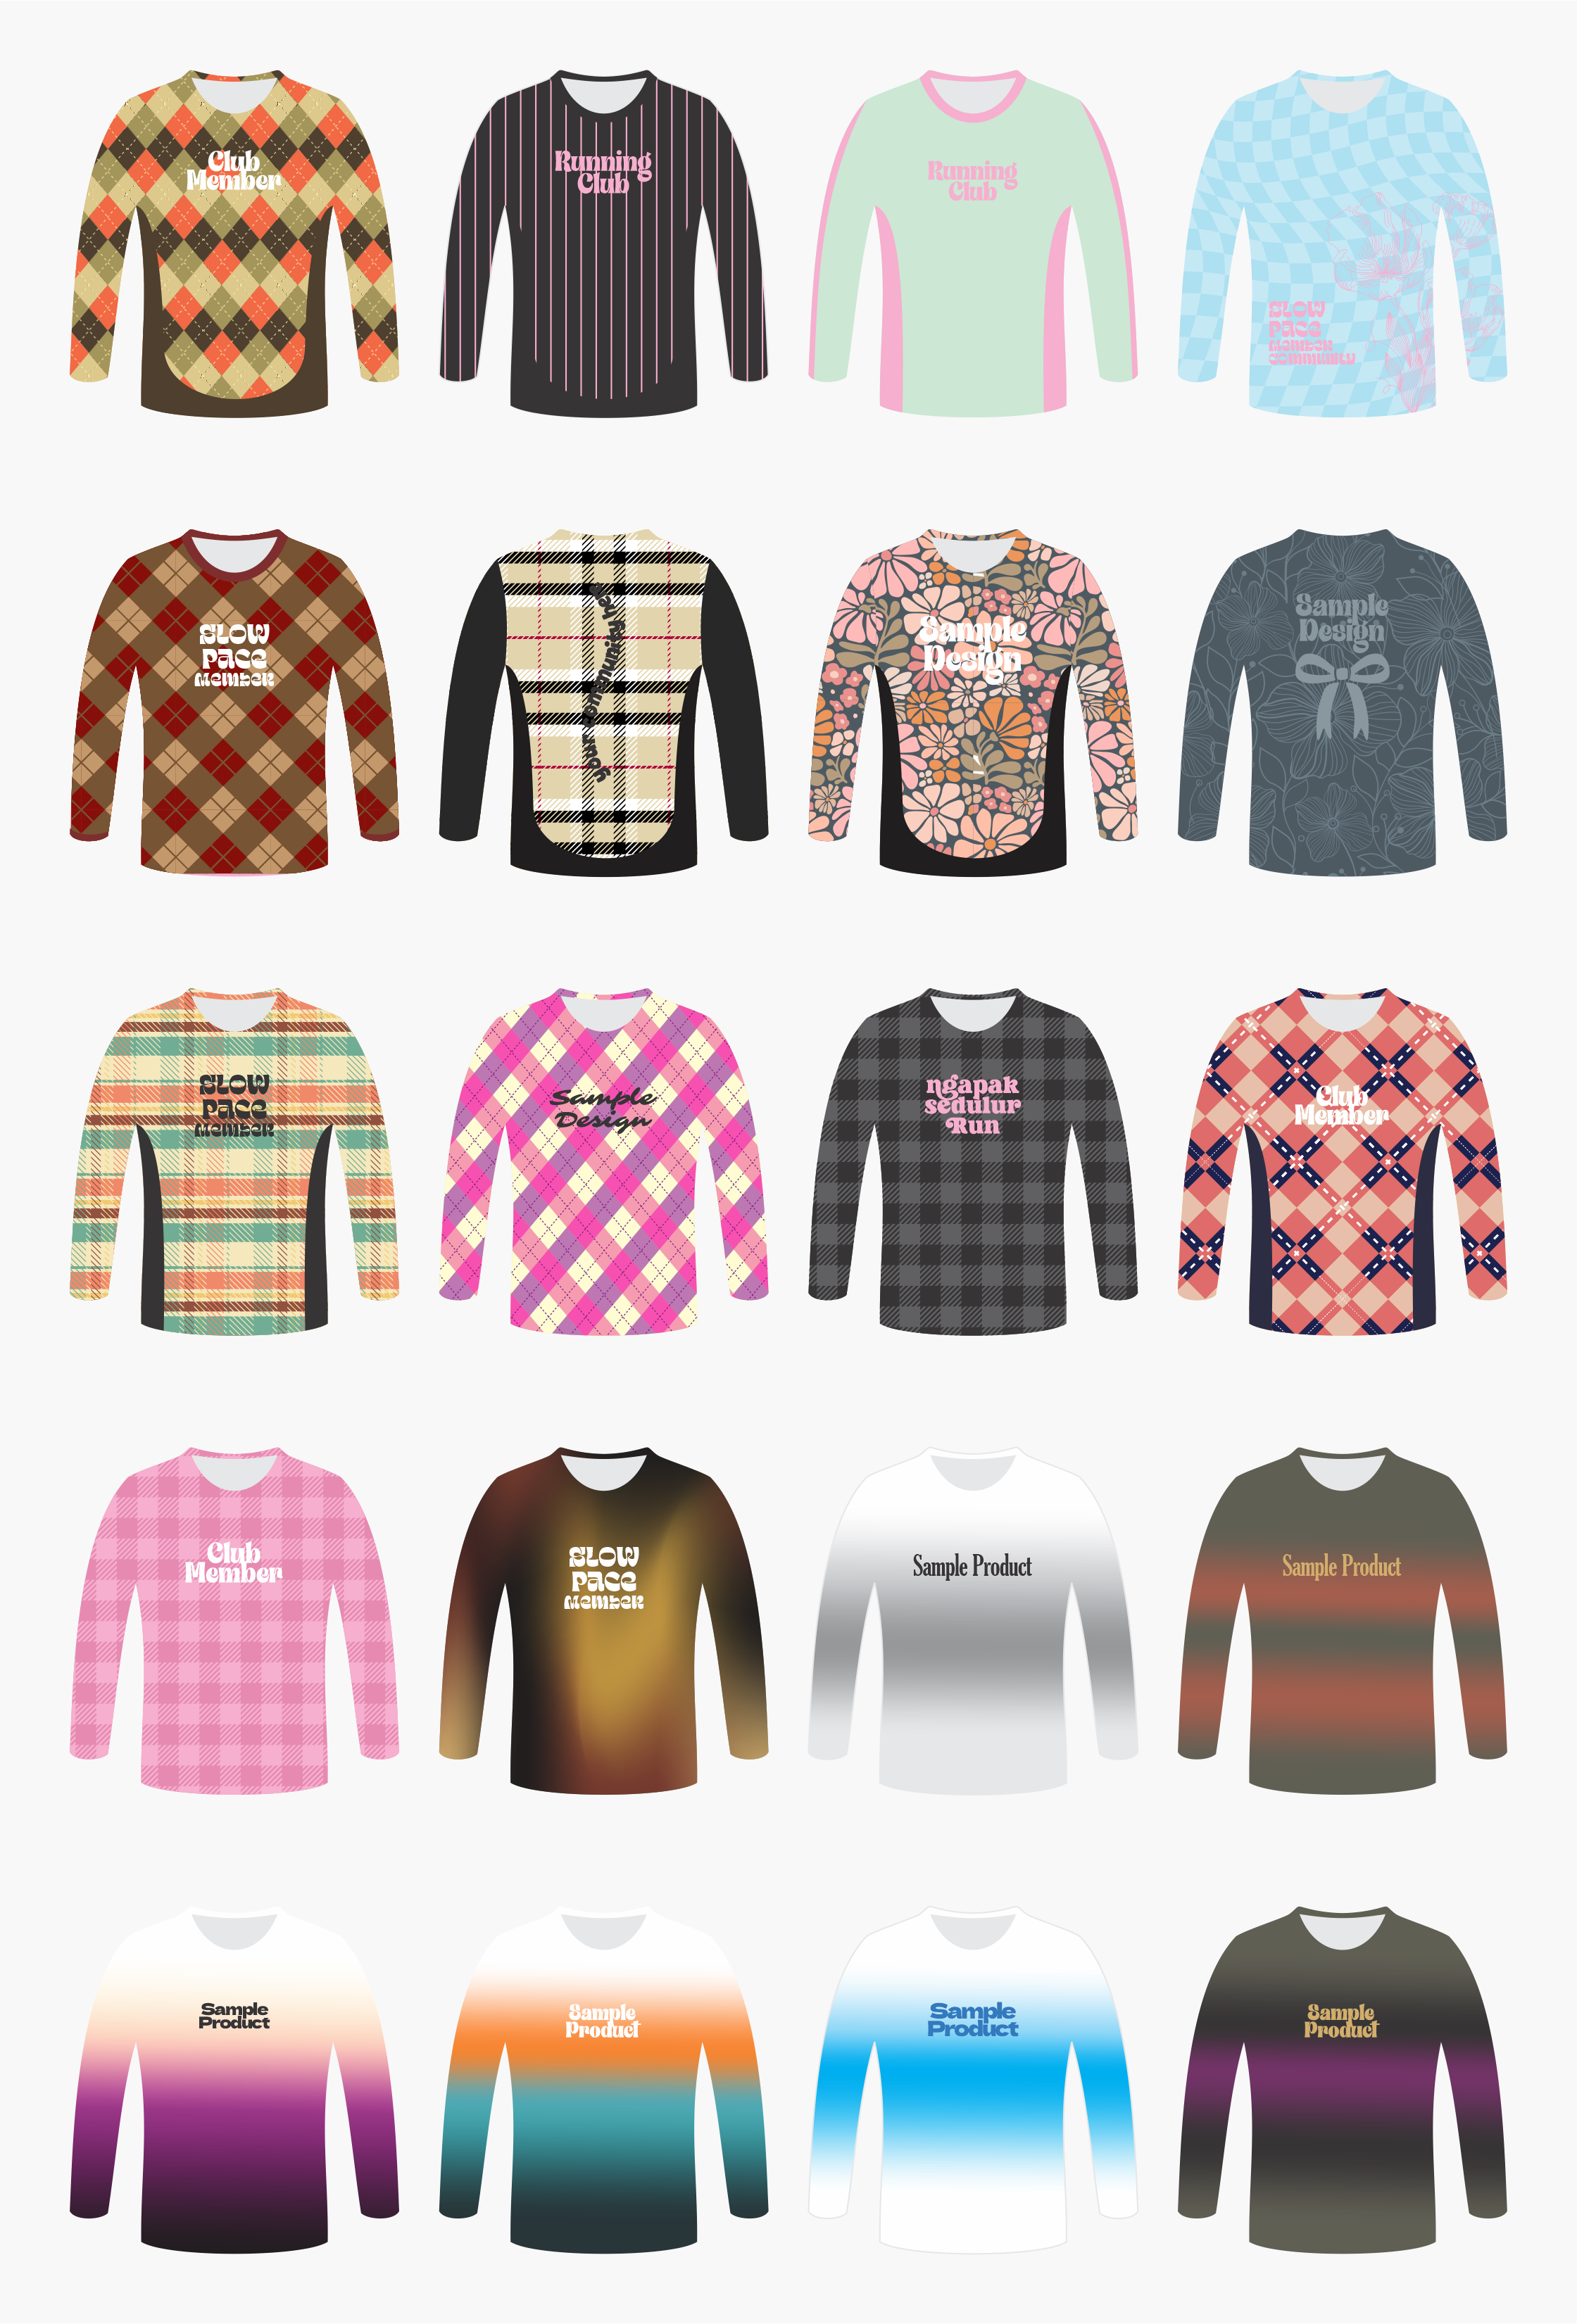 Club
Member
Running
Club
Running
Club
SLOW
PACE
MEMBER
COMMUNITY
SLOW
PACE
MEMBER
your community
Sample
Design
Sample
Design
SLOW
PACE
MEMBER
Sample
Design
ngapak
sedulur
Run
Club
Member
Club
Member
SLOW
PACE
MEMBER
Sample Product
Sample Product
Sample
Product
Sample
Product
Sample
Product
Sample
Product